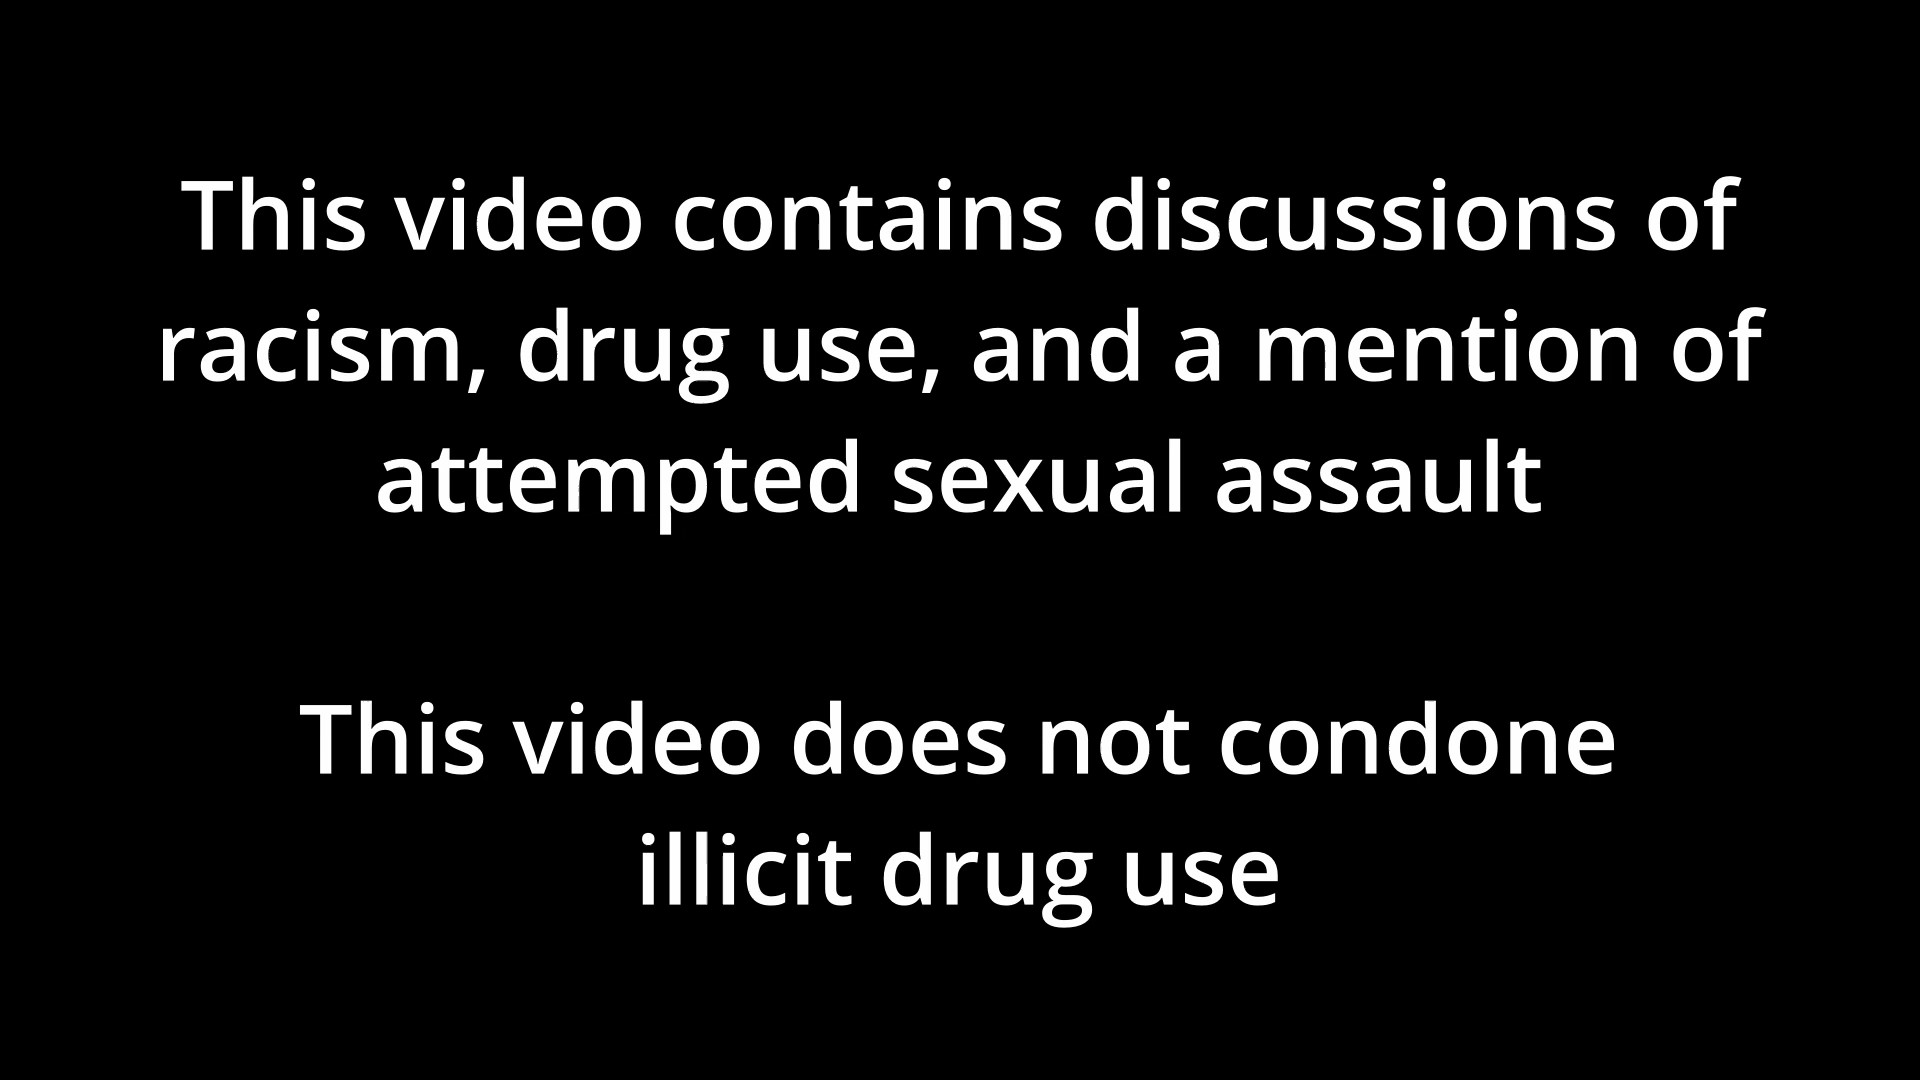 This video contains discussions of
racism, drug use, and a mention of
attempted sexual assault
This video does not condone
illicit drug use